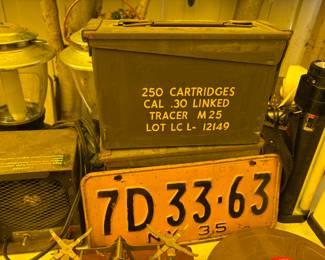 250 CARTRIDGES
CAL .30 LINKED
TRACER M25
LOT LC L- 12149
7D 33·63
NY 35